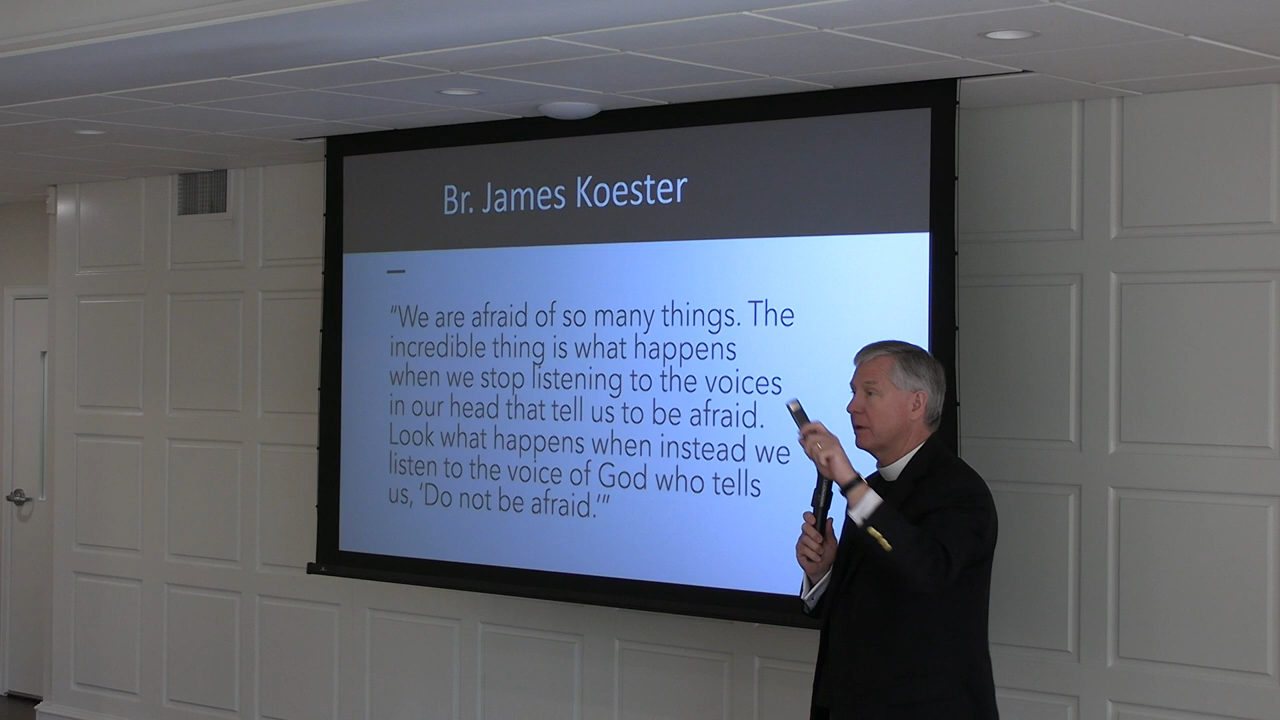 Br. James Koester
“We are afraid of so many things. The
incredible thing is what happens
when we stop listening to the voices
in our head that tell us to be afraid.
Look what happens when instead we
listen to the voice of God who tells
us, ‘Do not be afraid.’”